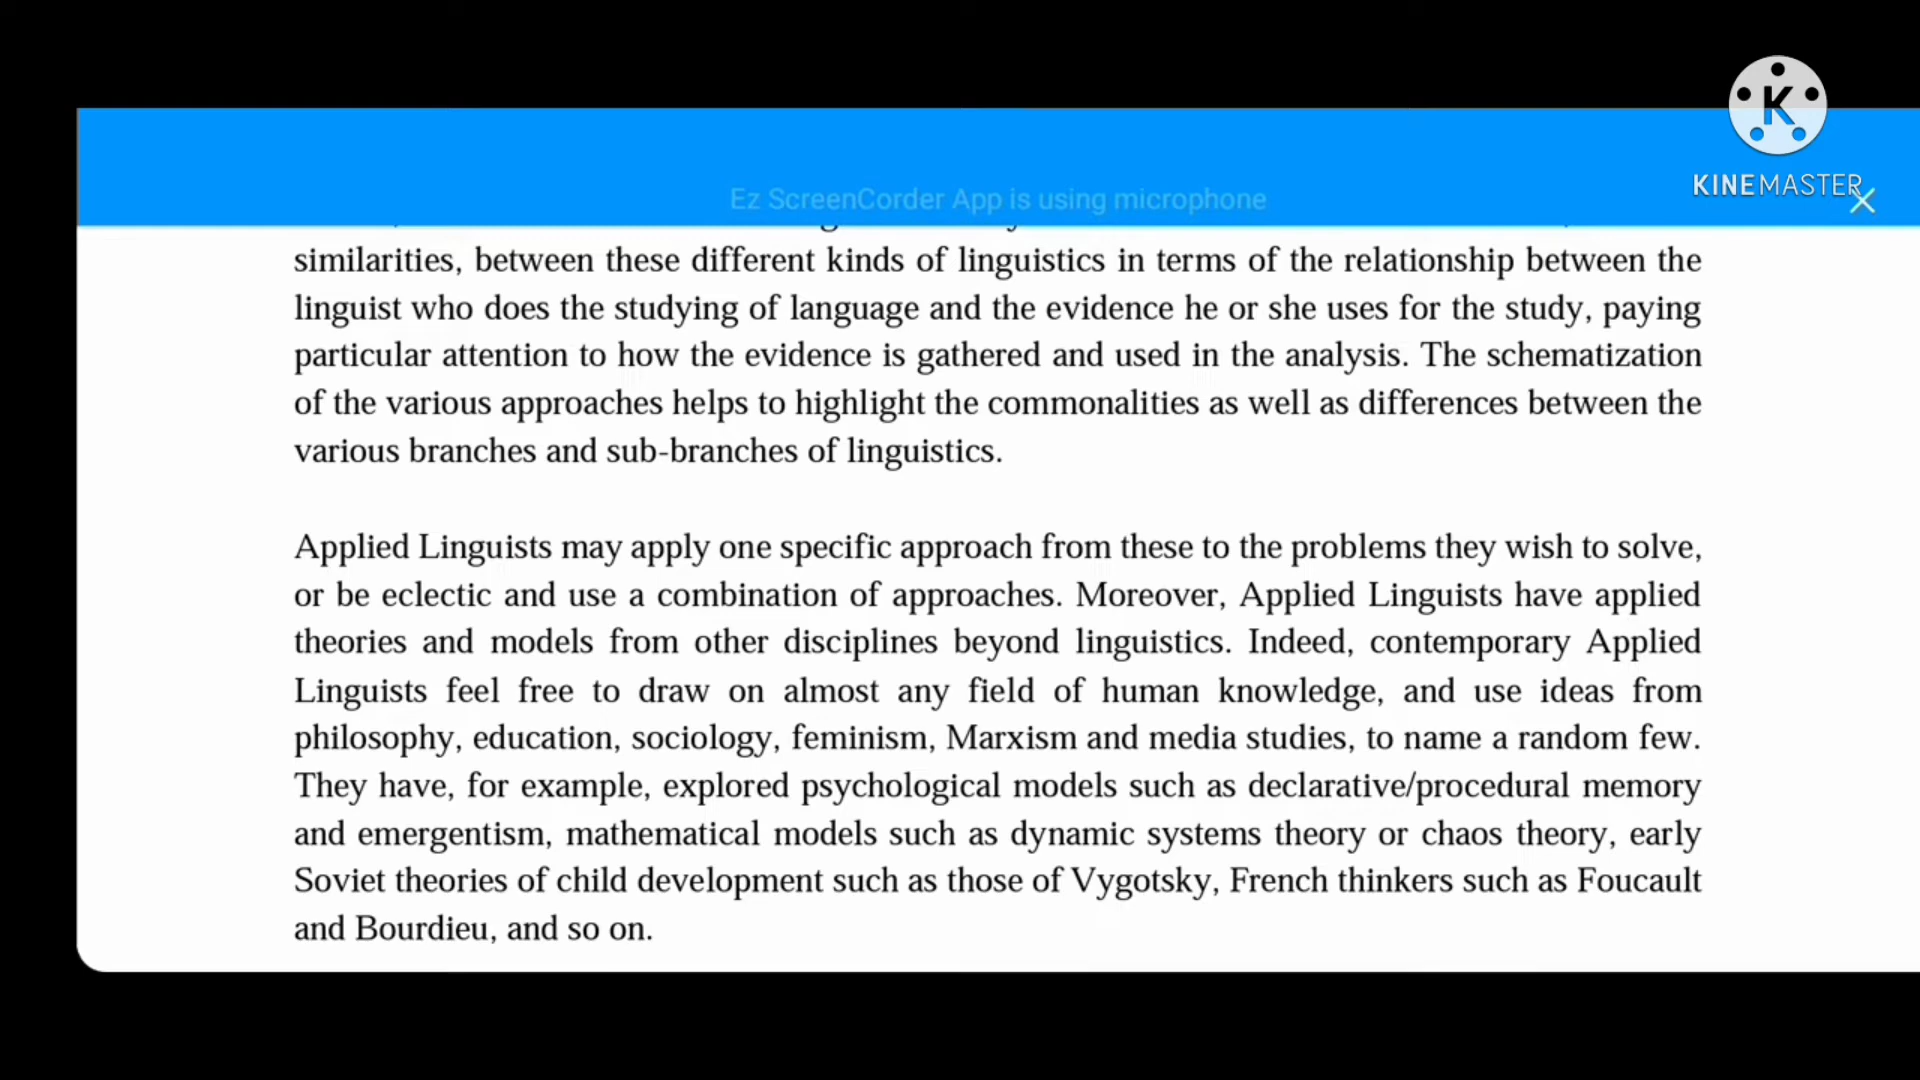 KINEMASTER
Ez ScreenCorder App is using microphone
similarities, between these different kinds of linguistics in terms of the relationship between the
linguist who does the studying of language and the evidence he or she uses for the study, paying
particular attention to how the evidence is gathered and used in the analysis. The schematization
of the various approaches helps to highlight the commonalities as well as differences between the
various branches and sub-branches of linguistics.
Applied Linguists may apply one specific approach from these to the problems they wish to solve,
or be eclectic and use a combination of approaches. Moreover, Applied Linguists have applied
theories and models from other disciplines beyond linguistics. Indeed, contemporary Applied
Linguists feel free to draw on almost any field of human knowledge, and use ideas from
philosophy, education, sociology, feminism, Marxism and media studies, to name a random few.
They have, for example, explored psychological models such as declarative/procedural memory
and emergentism, mathematical models such as dynamic systems theory or chaos theory, early
Soviet theories of child development such as those of Vygotsky, French thinkers such as Foucault
and Bourdieu, and so on.